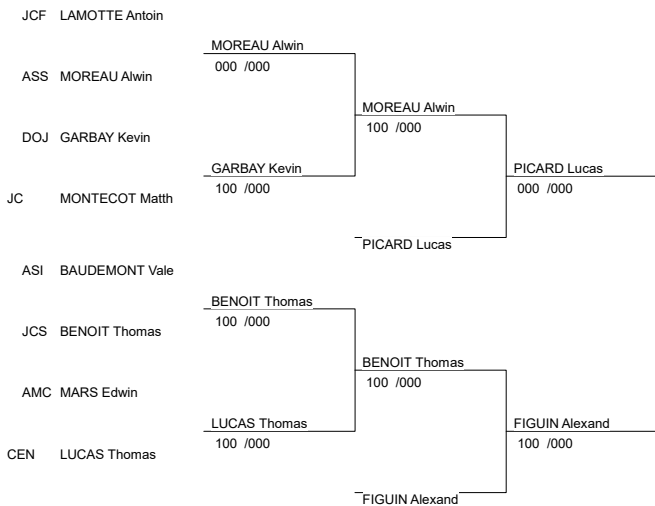 JCF LAMOTTE Antoin
MOREAU Alwin
000 /000
ASS MOREAU Alwin
MOREAU Alwin
100 /000
DOJ GARBAY Kevin
GARBAY Kevin
100 /000
PICARD Lucas
000 /000
JC MONTECOT Matth
PICARD Lucas
ASI BAUDEMONT Vale
BENOIT Thomas
100 /000
JCS BENOIT Thomas
BENOIT Thomas
100 /000
AMC MARS Edwin
LUCAS Thomas
100 /000
FIGUIN Alexand
100 /000
CEN LUCAS Thomas
FIGUIN Alexand